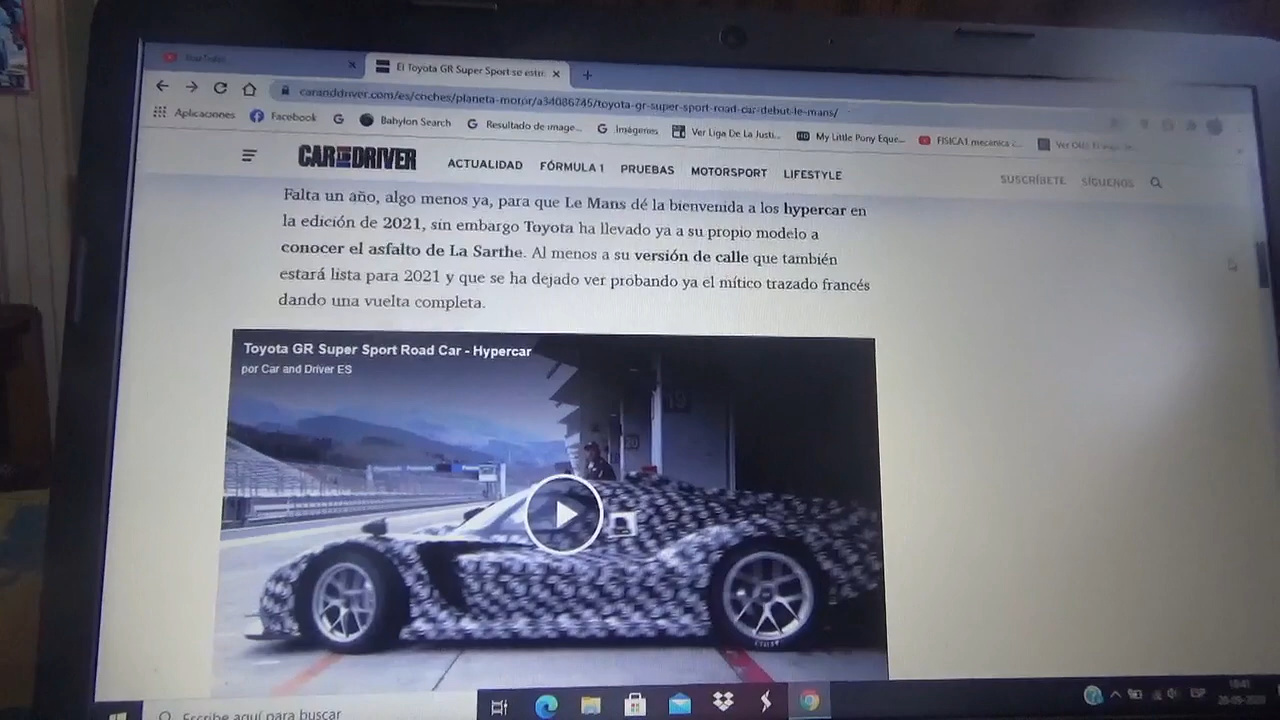 El Toyota GR Super Sport se estre
caranddriver.com/es/coches/planeta-motor/a34086745/toyota-gr-super-sport-road-car-debut-le-mans/
Aplicaciones Facebook Babylon Search Resultado de image... Imágenes Ver Liga De La Justi... My Little Pony Eque... FISICA1 mecanica
CAR AND DRIVER ACTUALIDAD FÓRMULA 1 PRUEBAS MOTORSPORT LIFESTYLE SUSCRÍBETE SÍGUENOS
Falta un año, algo menos ya, para que Le Mans dé la bienvenida a los hypercar en
la edición de 2021, sin embargo Toyota ha llevado ya a su propio modelo a
conocer el asfalto de La Sarthe. Al menos a su versión de calle que también
estará lista para 2021 y que se ha dejado ver probando ya el mítico trazado francés
dando una vuelta completa.
Toyota GR Super Sport Road Car - Hypercar
por Car and Driver ES
19
20
Escribe aquí para buscar
ESP
18:41